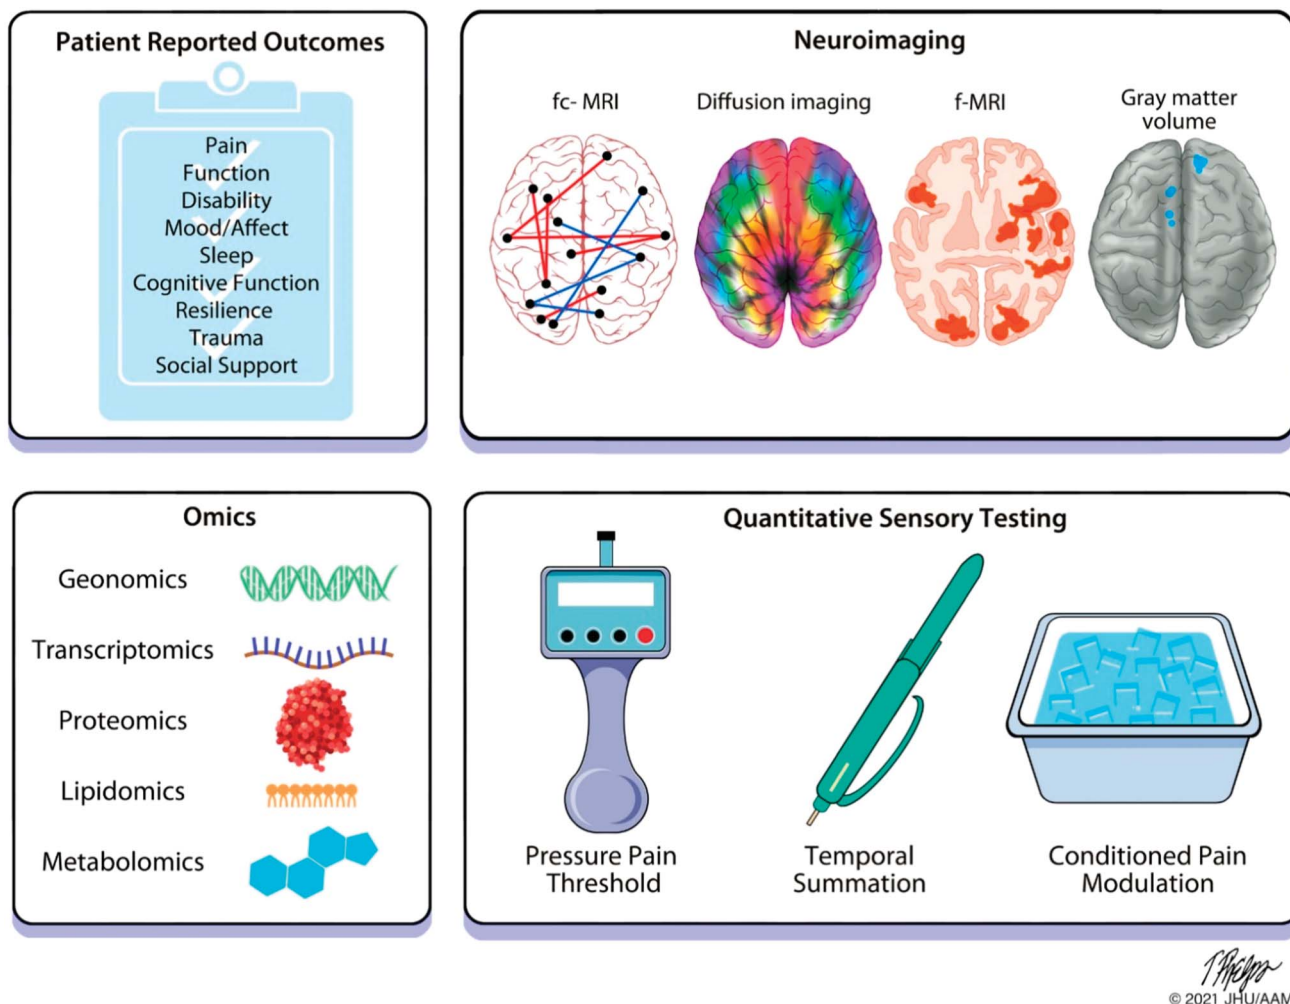 Patient Reported Outcomes
Pain
Function
Disability
Mood/Affect
Sleep
Cognitive Function
Resilience
Trauma
Social Support
Neuroimaging
fc- MRI
Diffusion imaging
f-MRI
Gray matter
volume
Omics
Geonomics
Transcriptomics
Proteomics
Lipidomics
Metabolomics
Quantitative Sensory Testing
Pressure Pain
Threshold
Temporal
Summation
Conditioned Pain
Modulation
© 2021 JHU/AAM